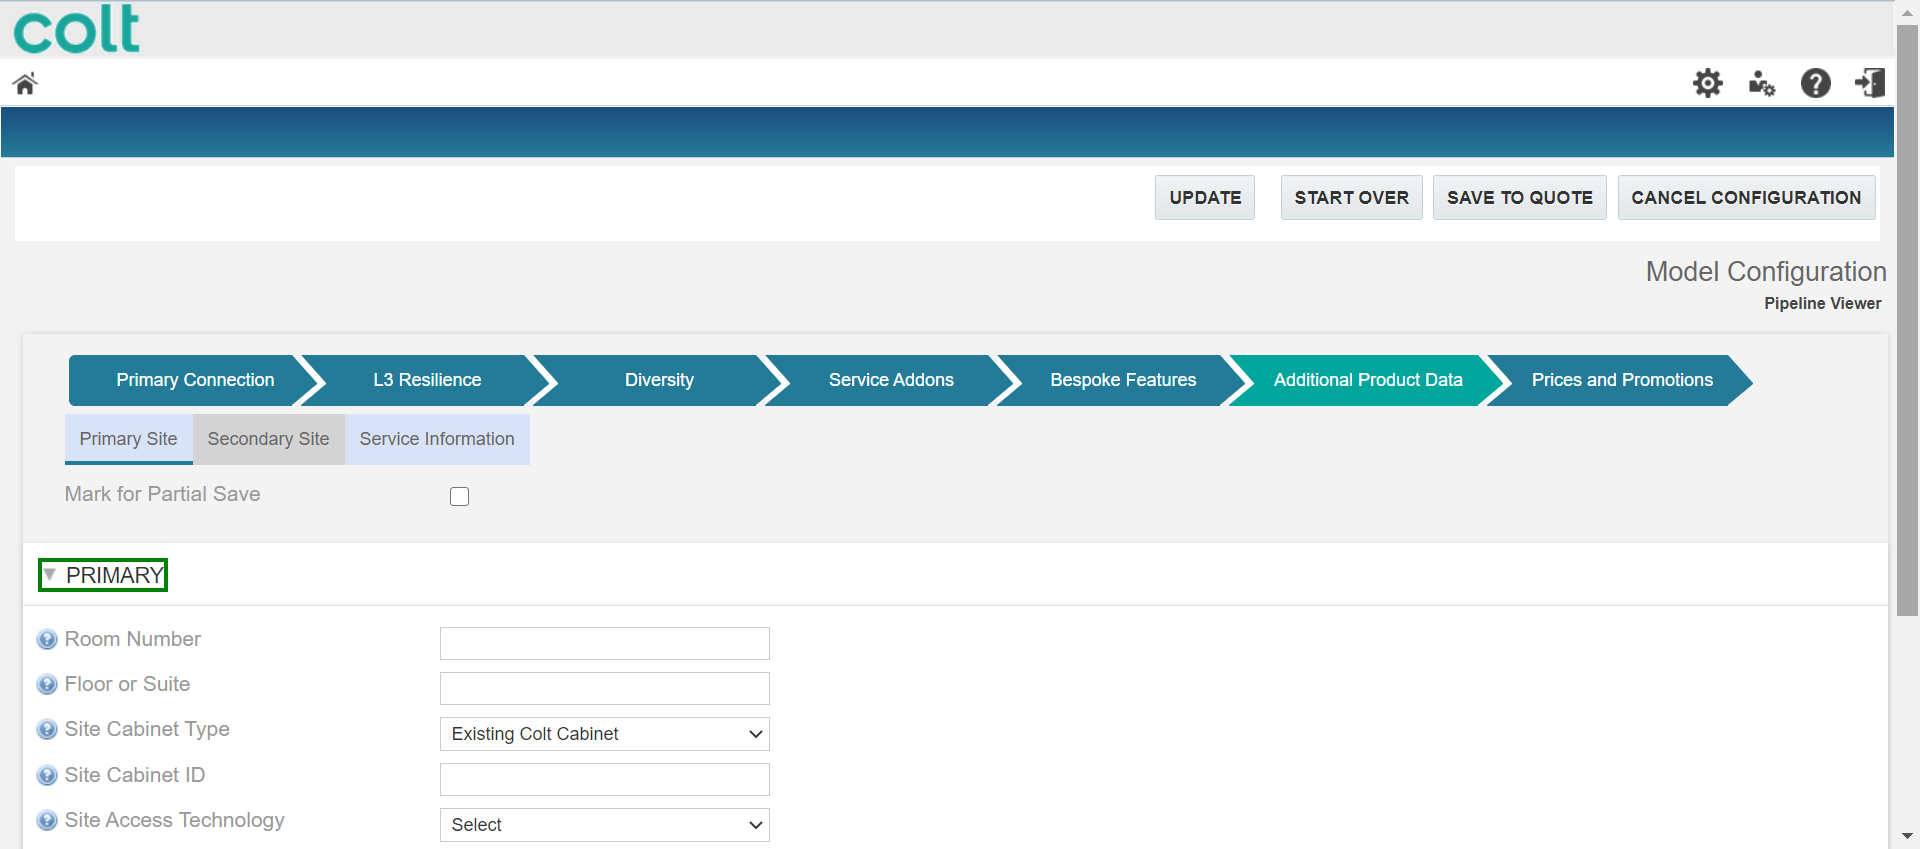 colt
UPDATE START OVER SAVE TO QUOTE CANCEL CONFIGURATION
Model Configuration
Pipeline Viewer
Primary Connection L3 Resilience Diversity Service Addons Bespoke Features Additional Product Data Prices and Promotions
Primary Site Secondary Site Service Information
Mark for Partial Save
PRIMARY
Room Number
Floor or Suite
Site Cabinet Type Existing Colt Cabinet
Site Cabinet ID
Site Access Technology Select